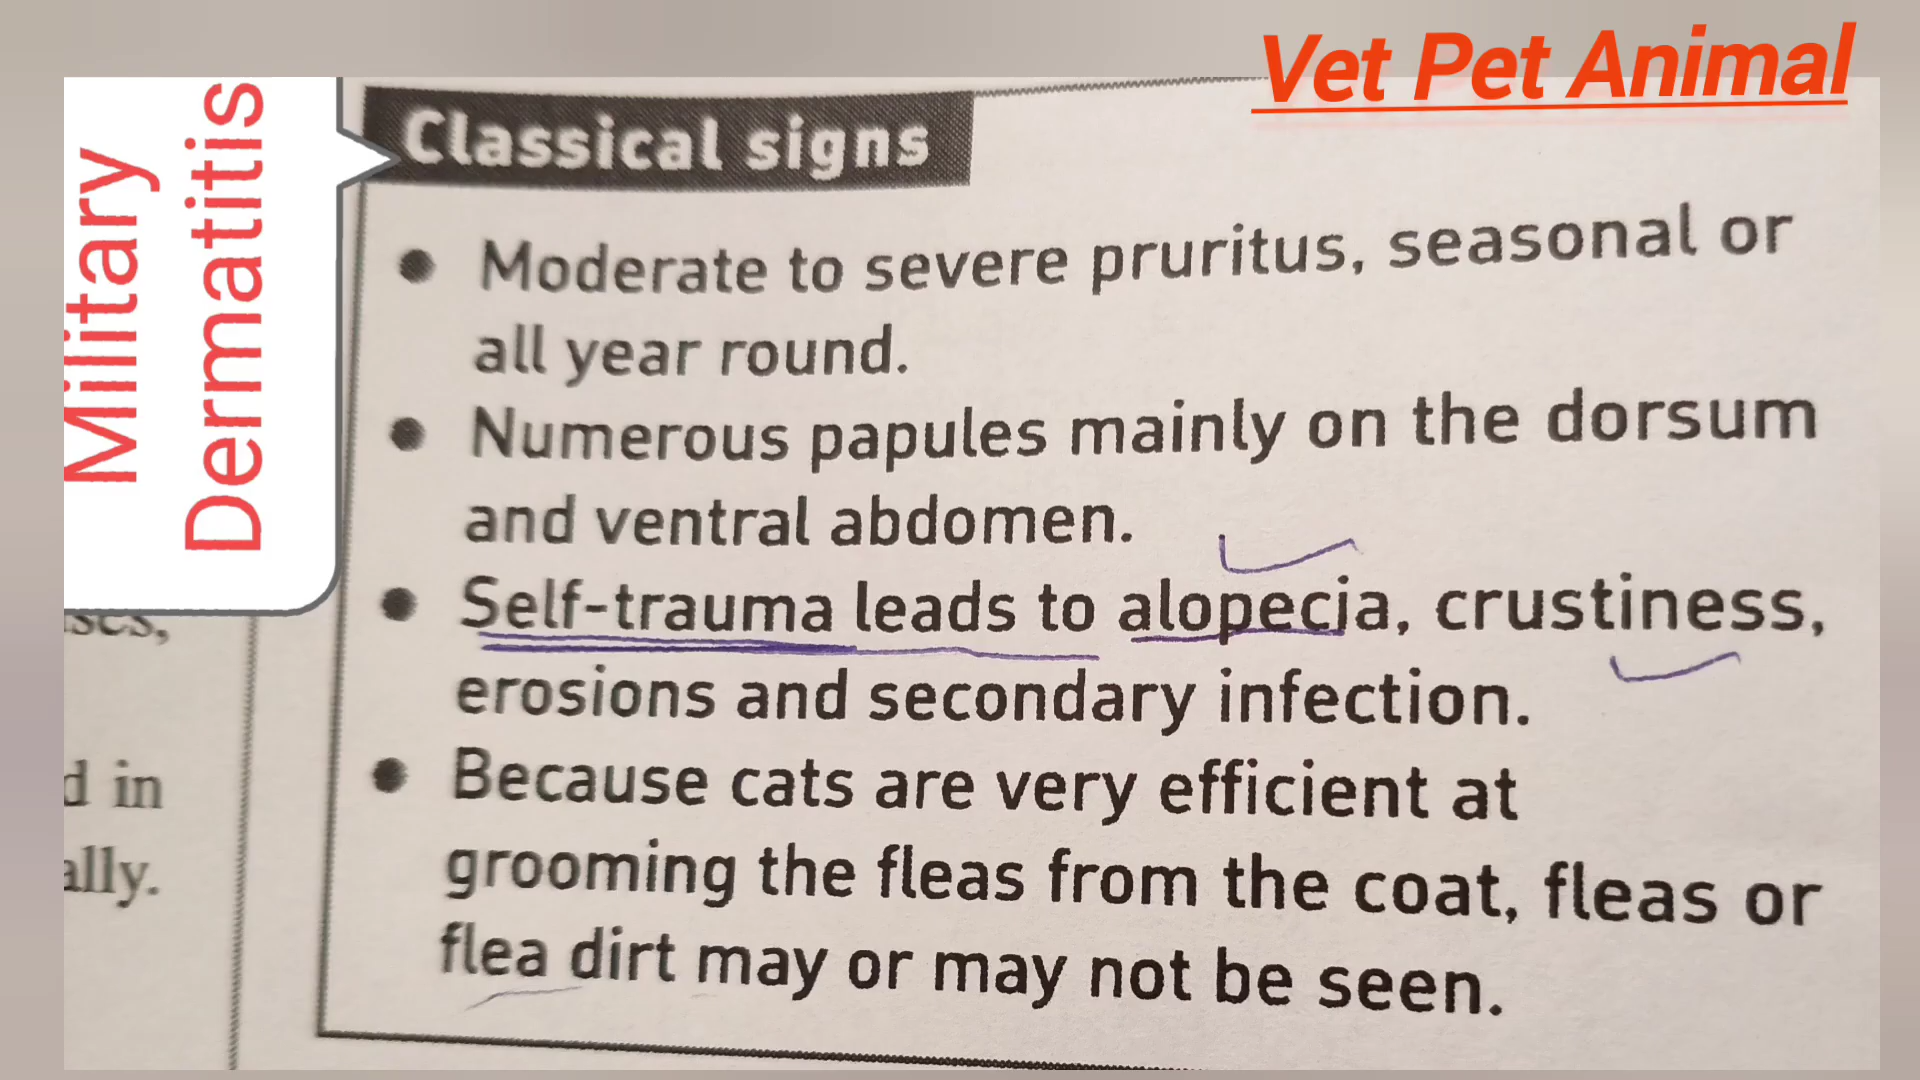 Vet Pet Animal
Military
Dermatitis
Classical signs
● Moderate to severe pruritus, seasonal or
all year round.
● Numerous papules mainly on the dorsum
and ventral abdomen.
● Self-trauma leads to alopecia, crustiness,
erosions and secondary infection.
● Because cats are very efficient at
grooming the fleas from the coat, fleas or
flea dirt may or may not be seen.
d in
ally.